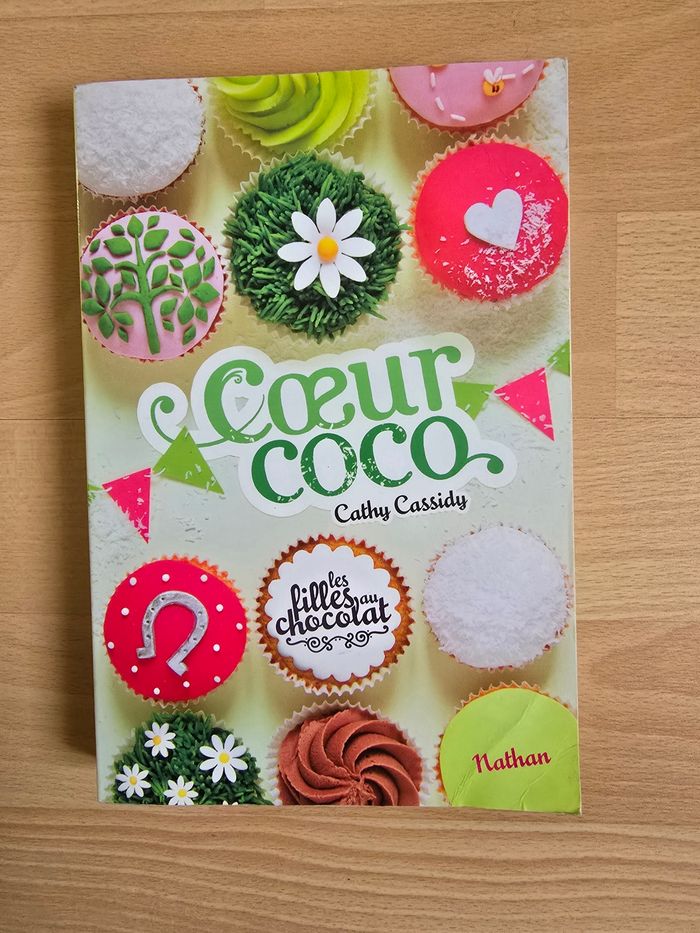 Cœur
coco
Cathy Cassidy
les
filles au
chocolat
Nathan